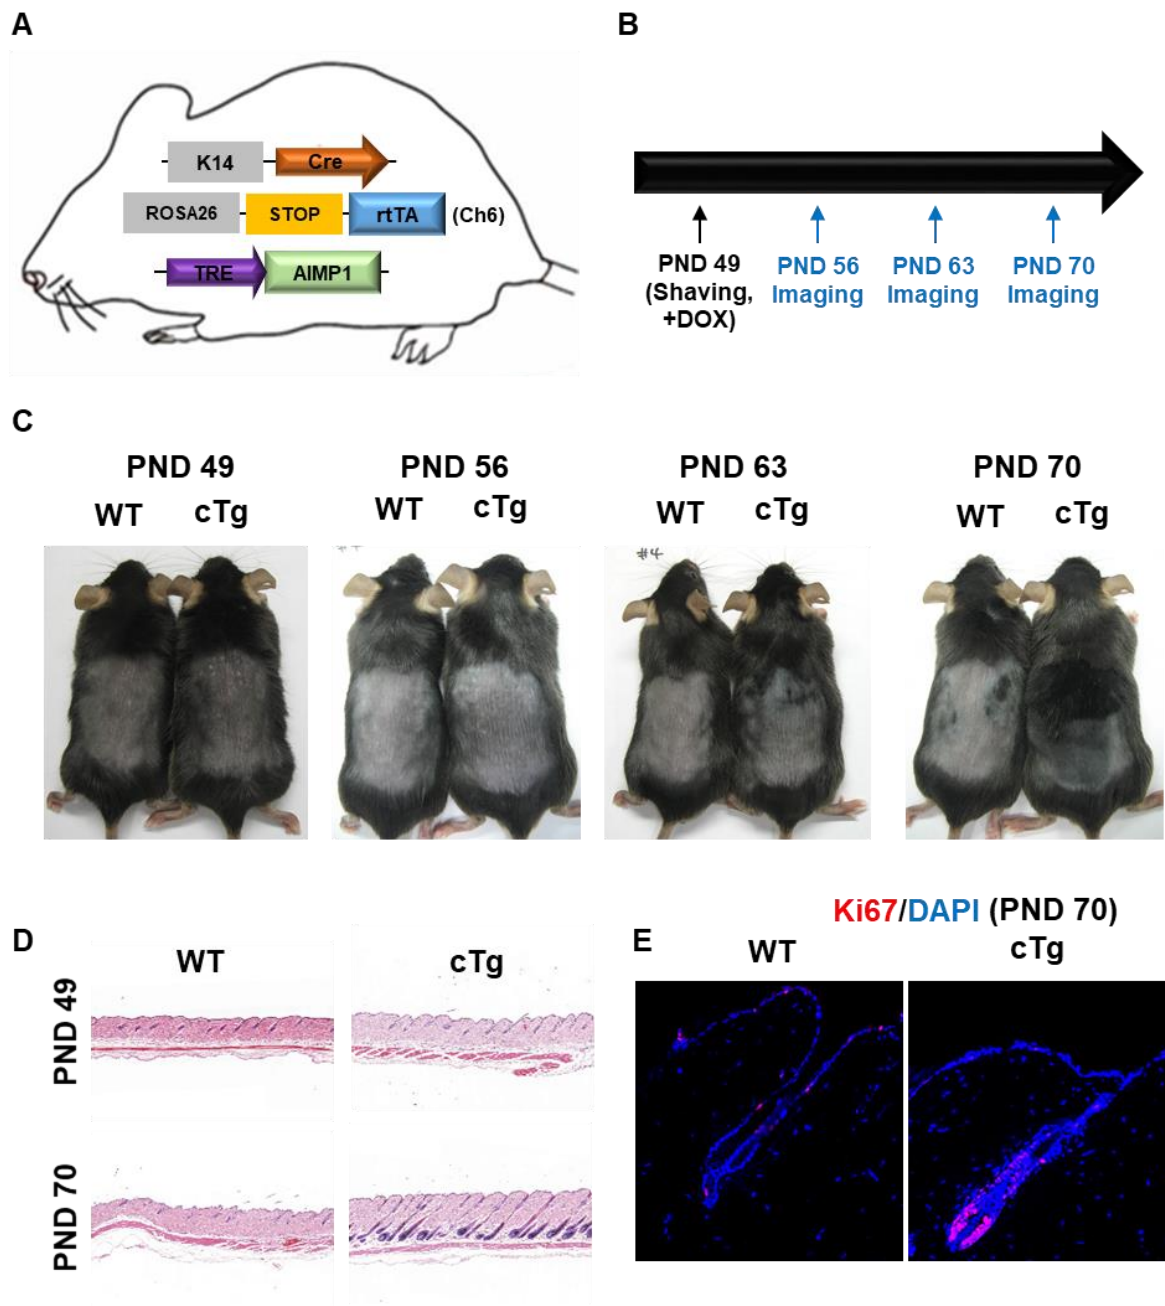 A
K14
Cre
ROSA26
STOP
rtTA
(Ch6)
TRE
AIMP1
B
PND 49
(Shaving,
+DOX)
PND 56
Imaging
PND 63
Imaging
PND 70
Imaging
C
PND 49
WT
cTg
PND 56
WT
cTg
PND 63
WT
cTg
#4
PND 70
WT
cTg
D
WT
cTg
PND 49
PND 70
Ki67/DAPI (PND 70)
E
WT
cTg